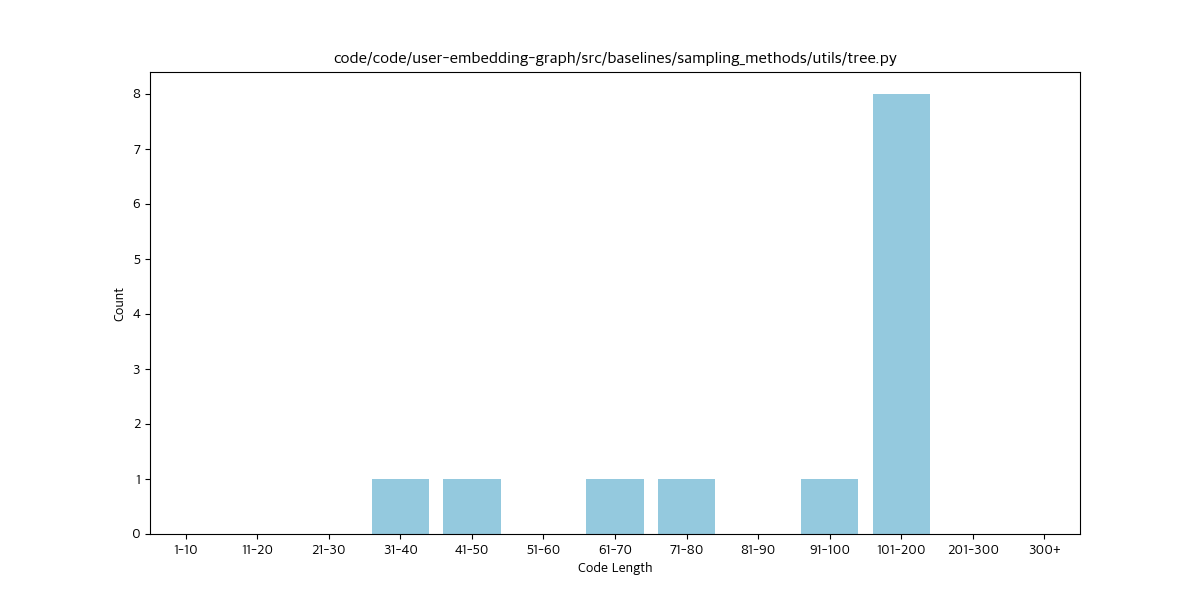 code/code/user-embedding-graph/src/baselines/sampling_methods/utils/tree.py
8
7
6
5
4
3
2
1
0
Count
1-10 11-20 21-30 31-40 41-50 51-60 61-70 71-80 81-90 91-100 101-200 201-300 300+
Code Length